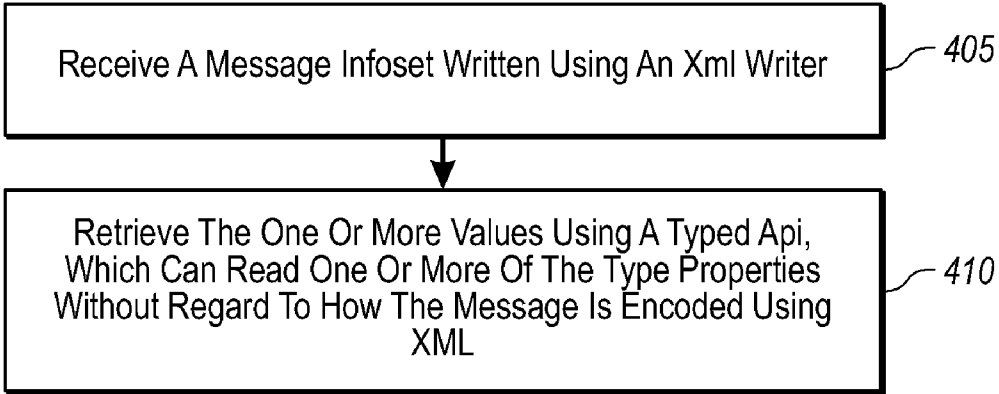 Receive A Message Infoset Written Using An Xml Writer
405
Retrieve The One Or More Values Using A Typed Api,
Which Can Read One Or More Of The Type Properties
Without Regard To How The Message Is Encoded Using
XML
410